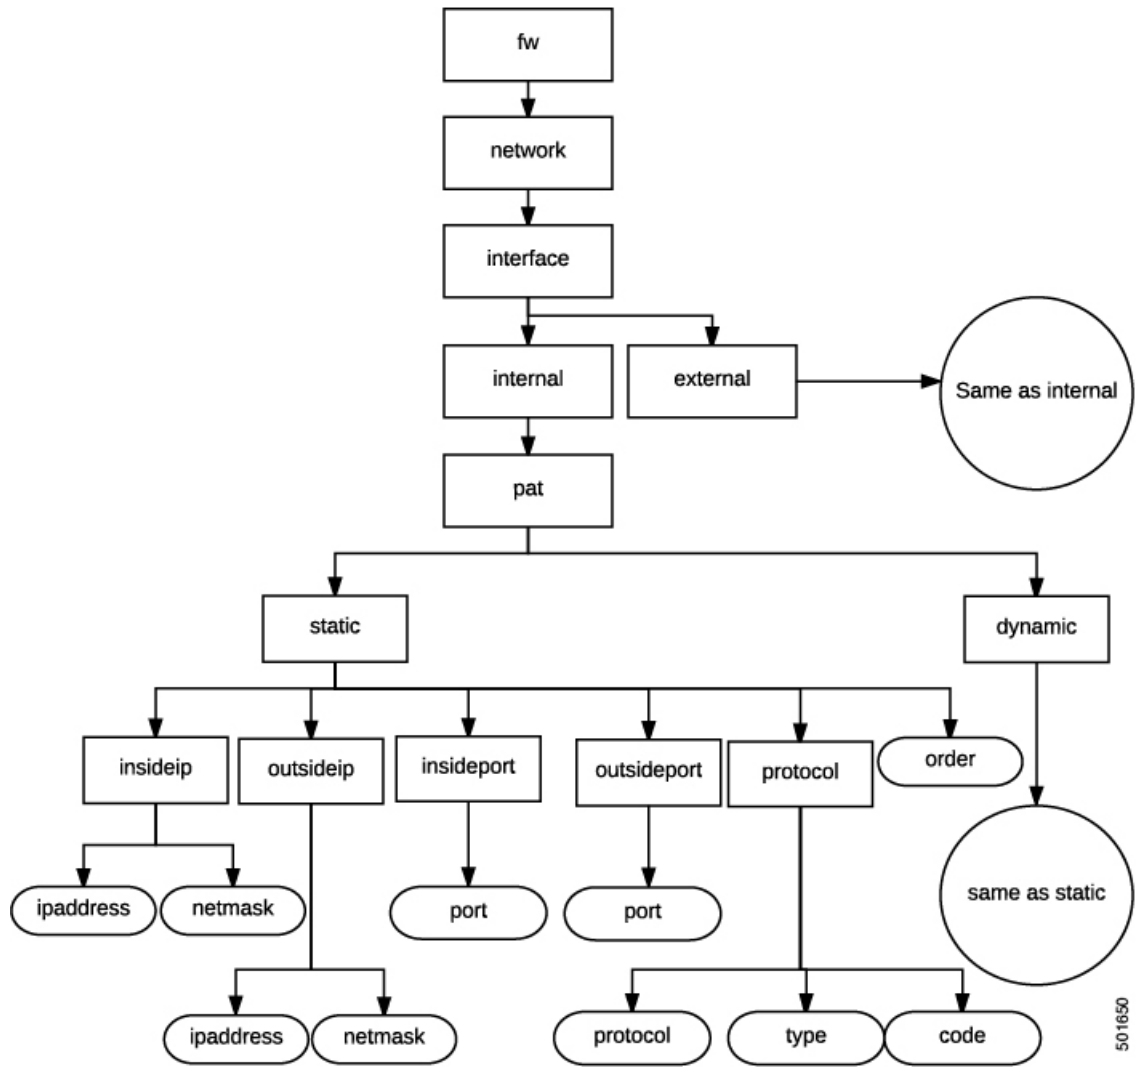 fw
network
interface
internal
external
Same as internal
pat
static
dynamic
insideip
outsideip
insideport
outsideport
protocol
order
ipaddress
netmask
port
port
same as static
ipaddress
netmask
protocol
type
code
501650